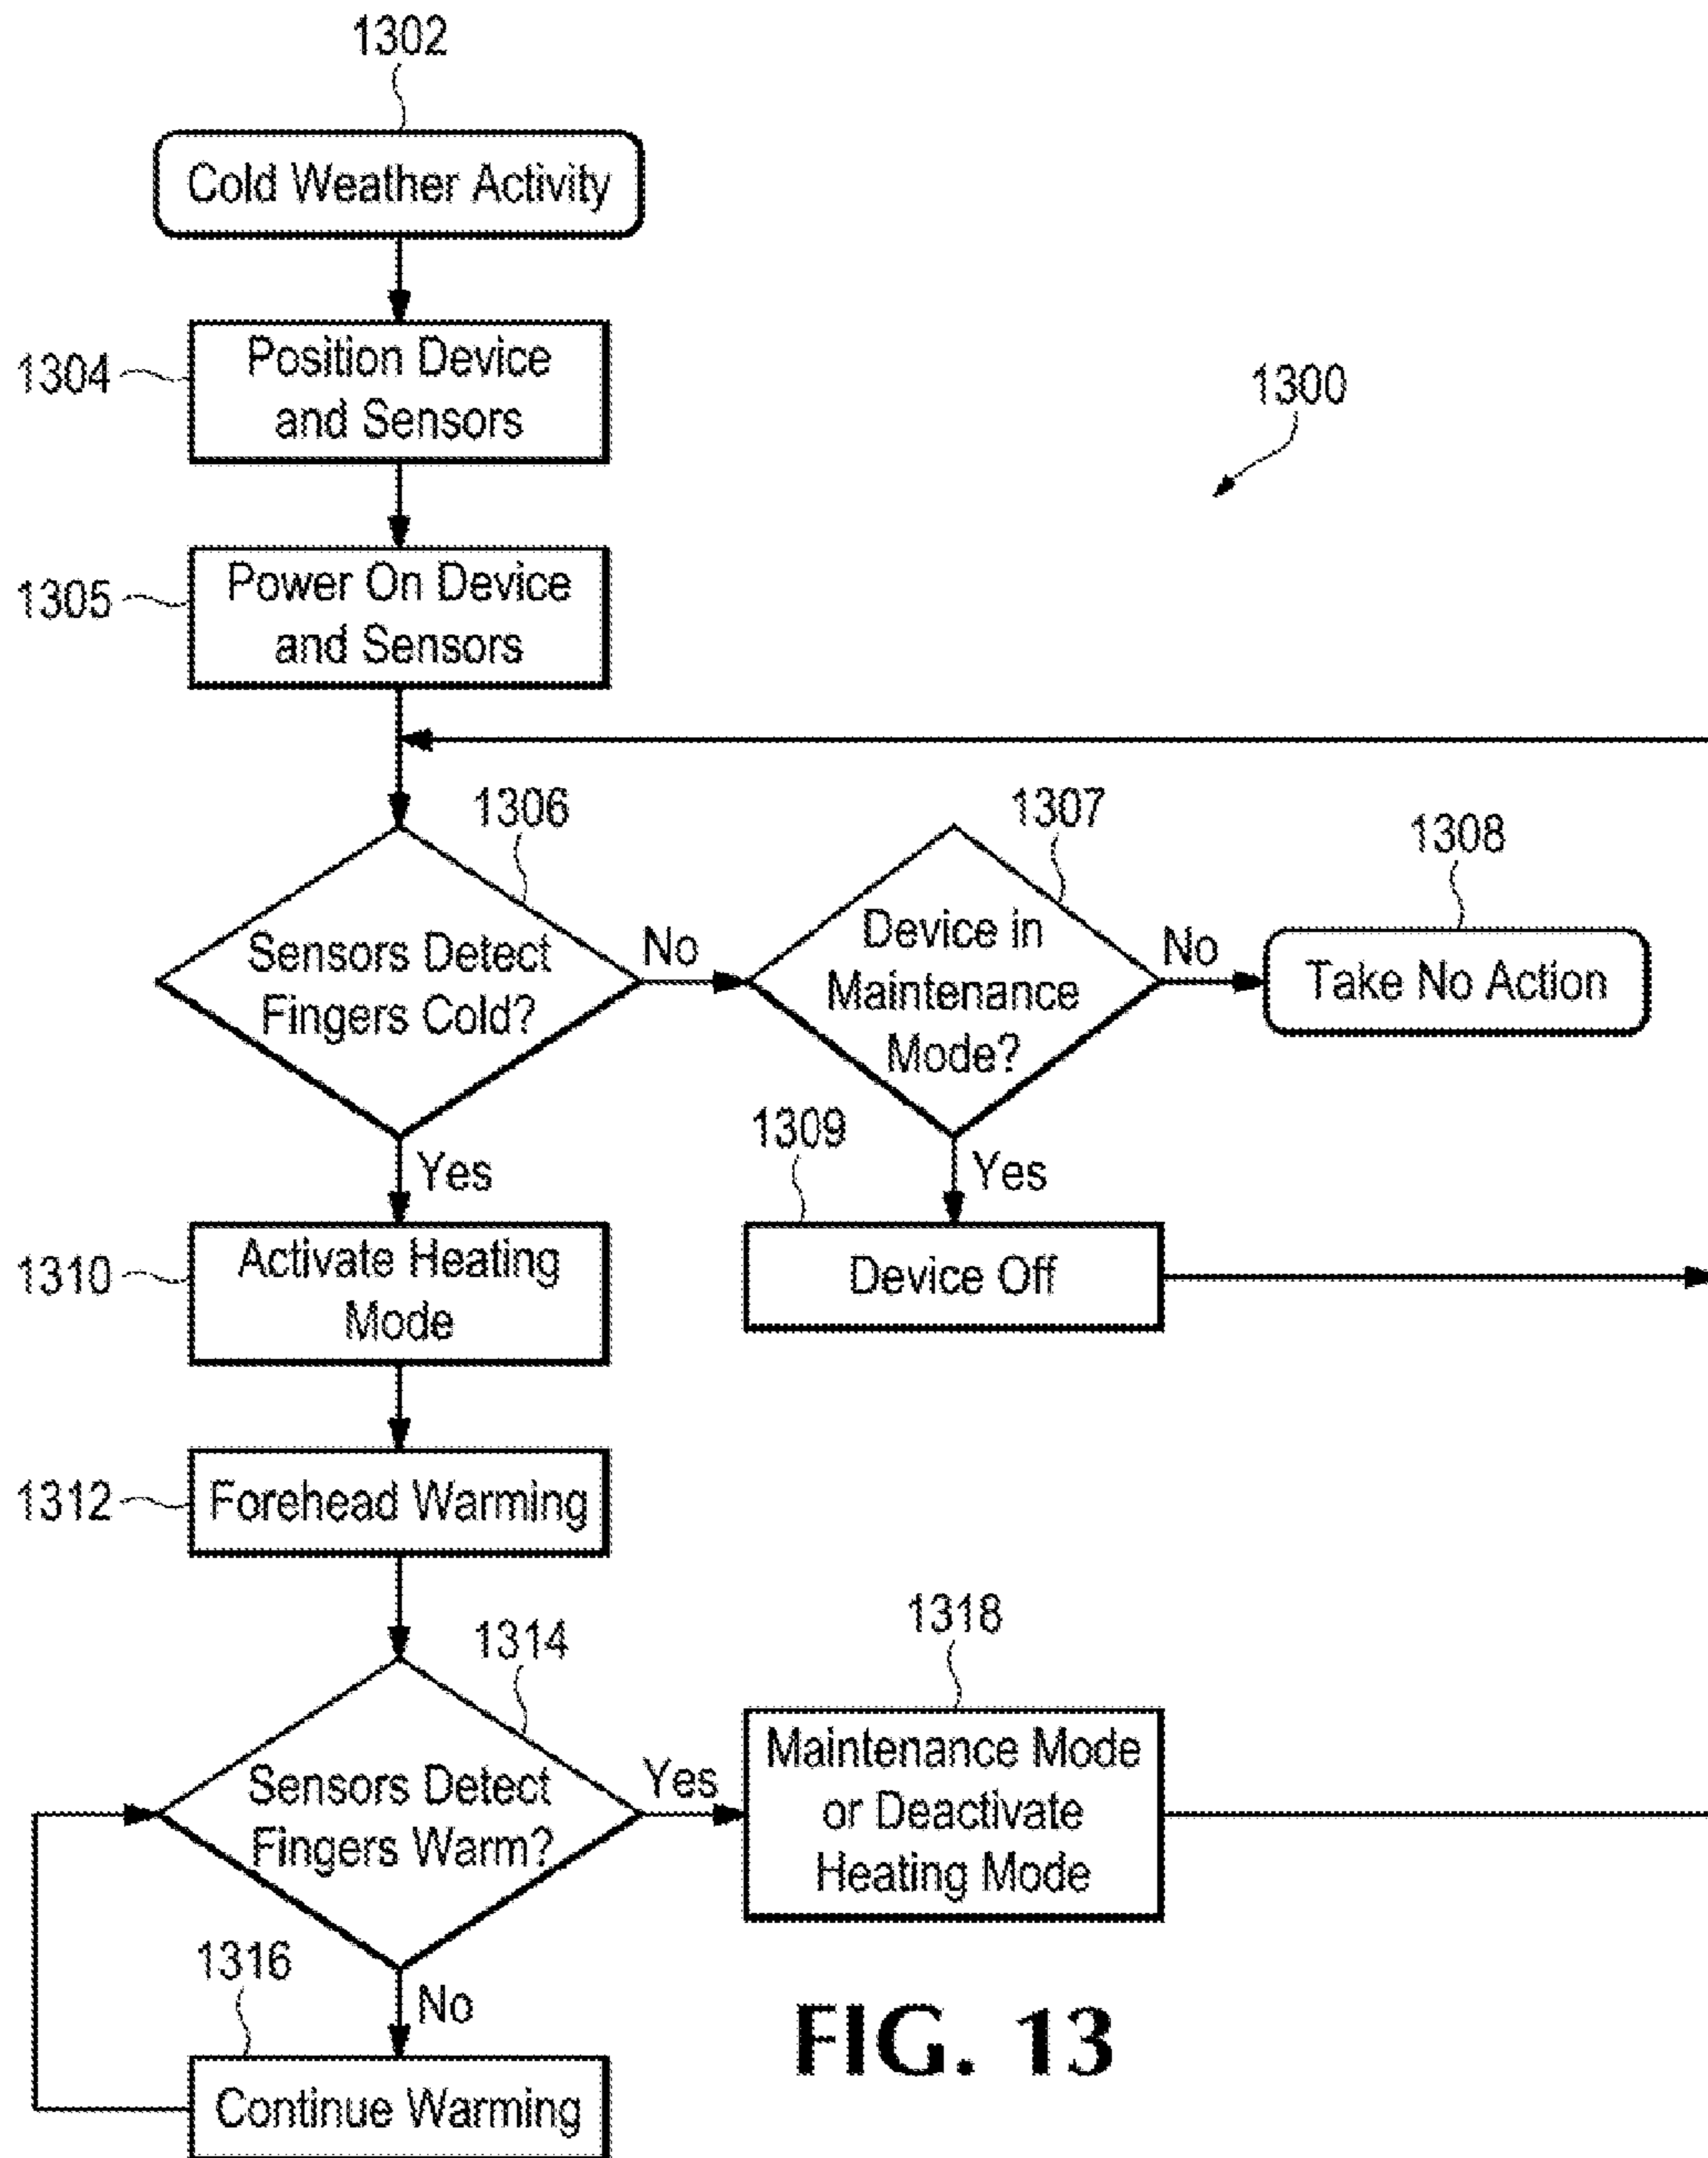 1302
Cold Weather Activity
1304
Position Device
and Sensors
1300
1305
Power On Device
and Sensors
1306
Sensors Detect
Fingers Cold?
No
1307
Device in
Maintenance
Mode?
No
1308
Take No Action
Yes
1309
Yes
Device Off
1310
Activate Heating
Mode
1312
Forehead Warming
1314
Sensors Detect
Fingers Warm?
Yes
1318
Maintenance Mode
or Deactivate
Heating Mode
No
1316
Continue Warming
FIG. 13